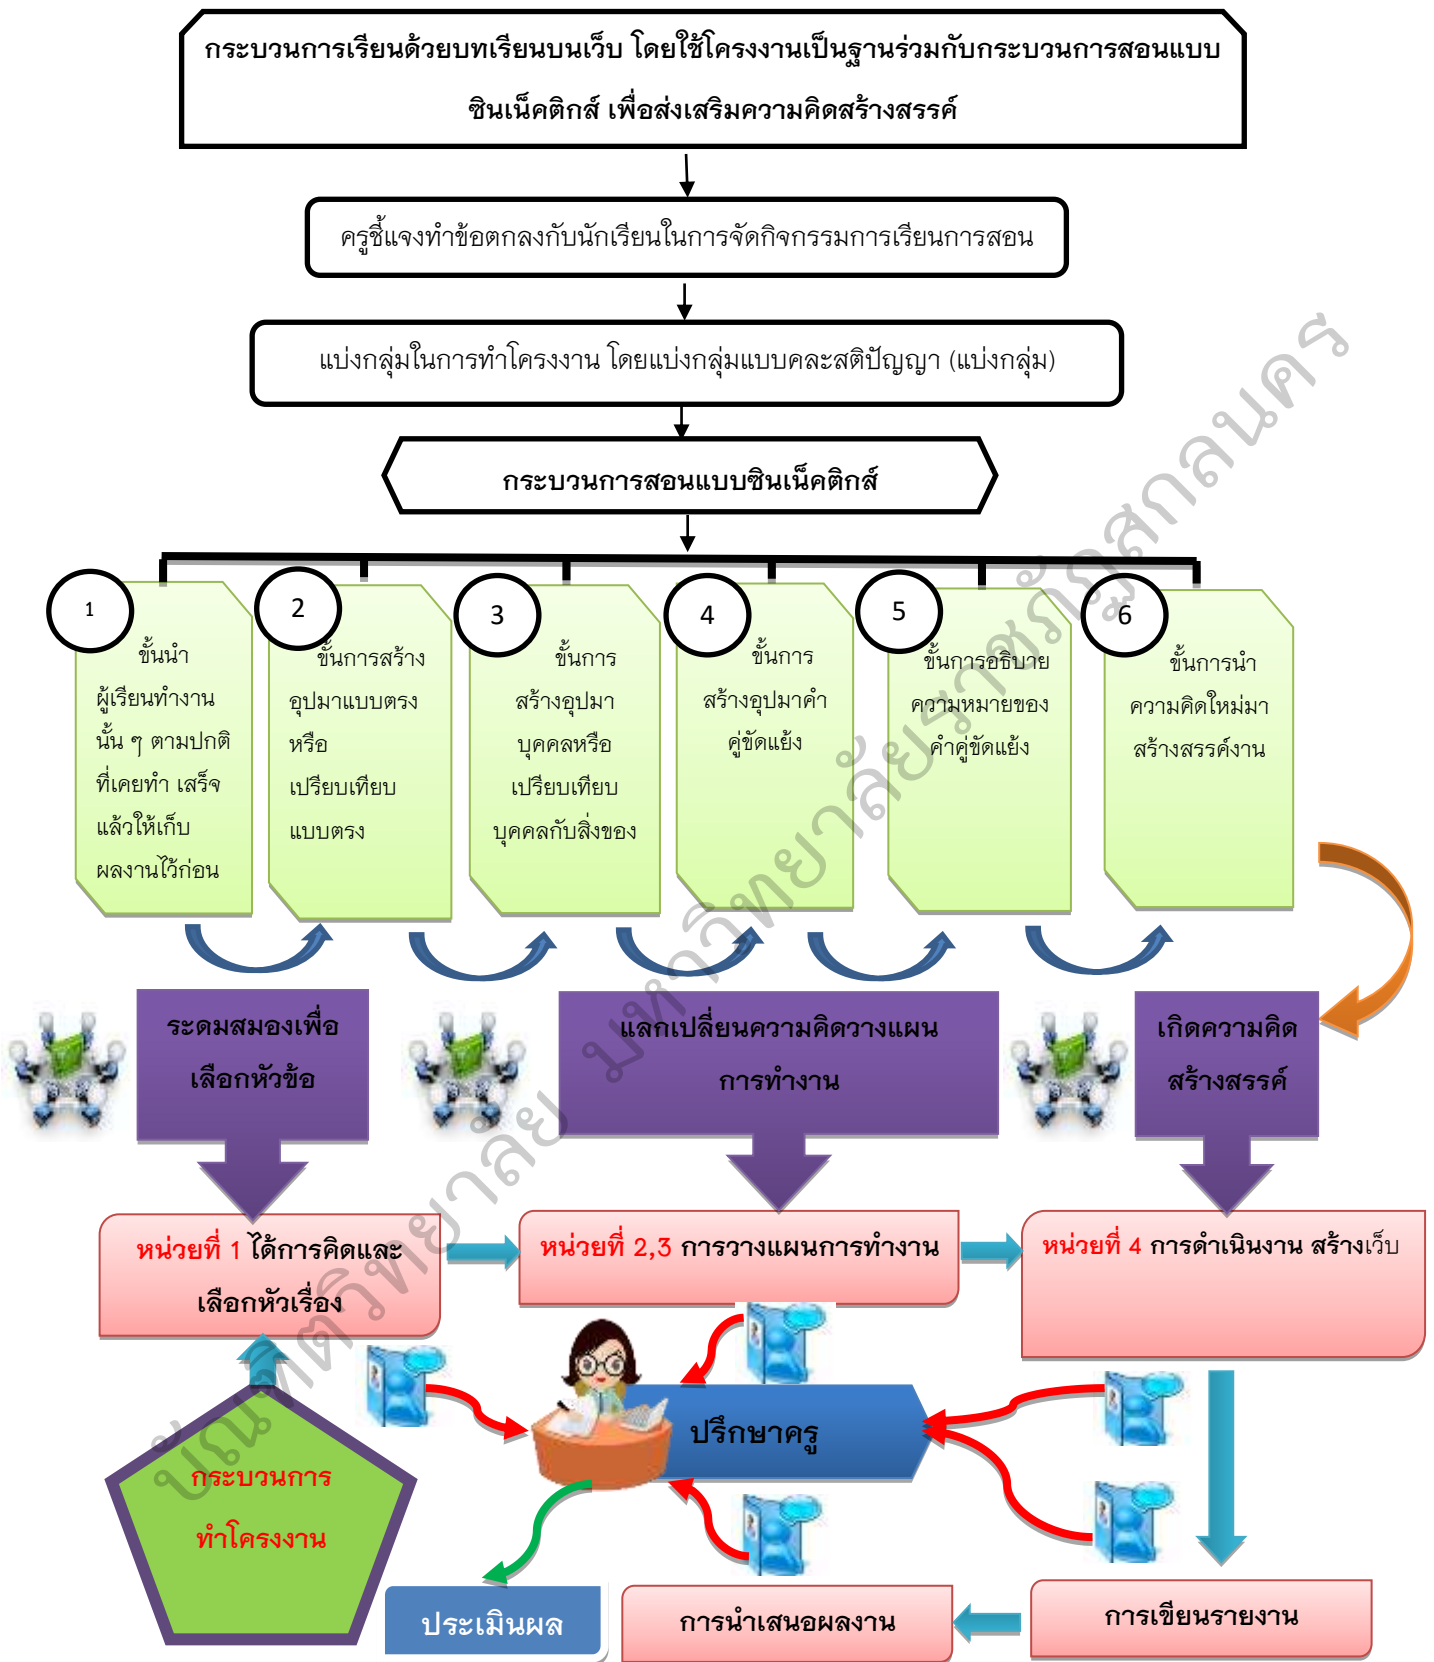 กระบวนการเรียนด้วยบทเรียนบนเว็บ โดยใช้โครงงานเป็นฐานร่วมกับกระบวนการสอนแบบ
ซินเน็คติกส์ เพื่อส่งเสริมความคิดสร้างสรรค์
ครูชี้แจงทำข้อตกลงกับนักเรียนในการจัดกิจกรรมการเรียนการสอน
แบ่งกลุ่มในการทำโครงงาน โดยแบ่งกลุ่มแบบคละสติปัญญา (แบ่งกลุ่ม)
กระบวนการสอนแบบซินเน็คติกส์
1
ขั้นนำ
ผู้เรียนทำงาน
นั้น ๆ ตามปกติ
ที่เคยทำ เสร็จ
แล้วให้เก็บ
ผลงานไว้ก่อน
2
ขั้นการสร้าง
อุปมาแบบตรง
หรือ
เปรียบเทียบ
แบบตรง
3
ขั้นการ
สร้างอุปมา
บุคคลหรือ
เปรียบเทียบ
บุคคลกับสิ่งของ
4
ขั้นการ
สร้างอุปมาคำ
คู่ขัดแย้ง
5
ขั้นการอธิบาย
ความหมายของ
คำคู่ขัดแย้ง
6
ขั้นการนำ
ความคิดใหม่มา
สร้างสรรค์งาน
ระดมสมองเพื่อ
เลือกหัวข้อ
แลกเปลี่ยนความคิดวางแผน
การทำงาน
เกิดความคิด
สร้างสรรค์
หน่วยที่ 1 ได้การคิดและ
เลือกหัวเรื่อง
หน่วยที่ 2,3 การวางแผนการทำงาน
หน่วยที่ 4 การดำเนินงาน สร้างเว็บ
ปรึกษาครู
กระบวนการ
ทำโครงงาน
ประเมินผล
การนำเสนอผลงาน
การเขียนรายงาน
บัณฑิตวิทยาลัย มหาวิทยาลัยราชภัฏสกลนคร